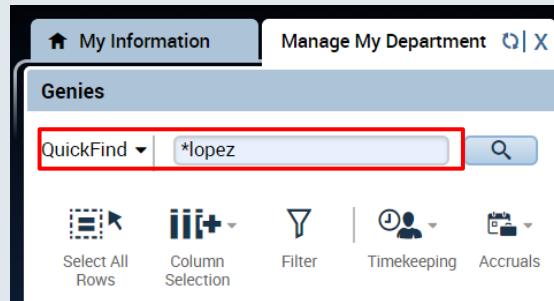 My Information
Manage My Department X
Genies
QuickFind *lopez
Select All Rows
Column Selection
Filter
Timekeeping
Accruals